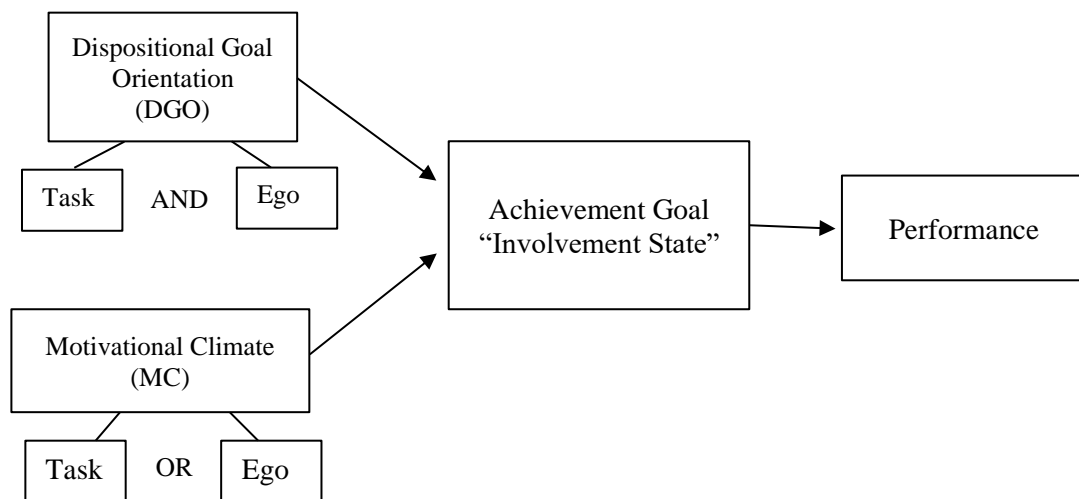 Dispositional Goal
Orientation
(DGO)
Task AND Ego
Achievement Goal
“Involvement State”
Performance
Motivational Climate
(MC)
Task OR Ego